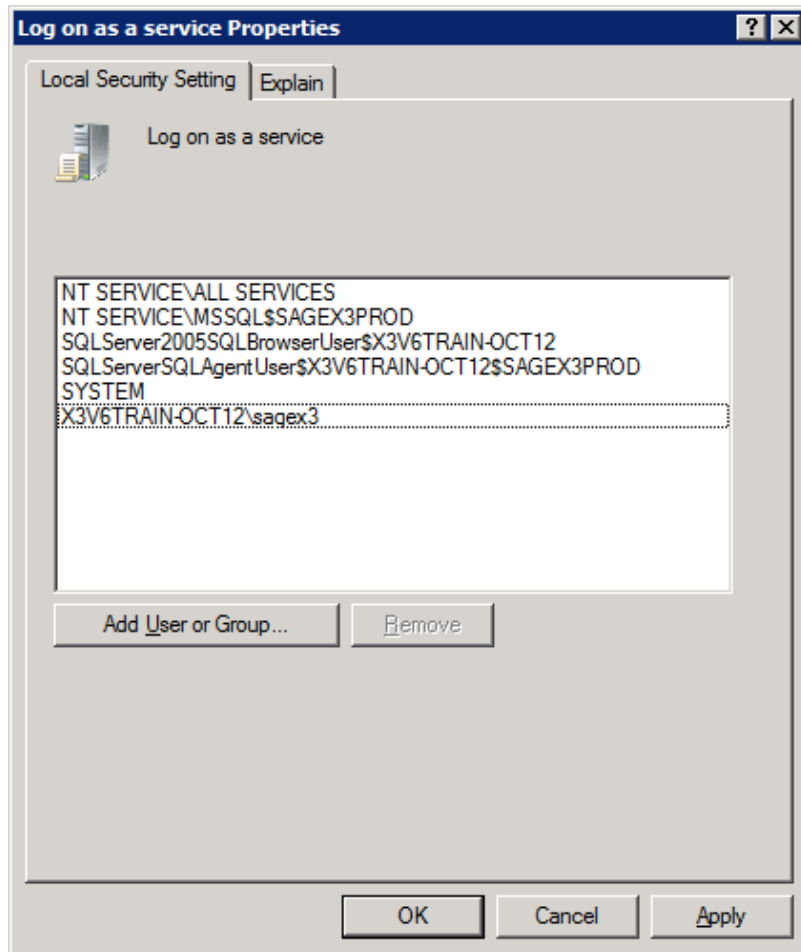 Log on as a service Properties
Local Security Setting
Explain
Log on as a service
NT SERVICE\ALL SERVICES
NT SERVICE\MSSQL$SAGEX3PROD
SQLServer2005SQLBrowserUser$X3V6TRAIN-OCT12
SQLServerSQLAgentUser$X3V6TRAIN-OCT12$SAGEX3PROD
SYSTEM
X3V6TRAIN-OCT12\sagex3
Add User or Group...
Remove
OK
Cancel
Apply